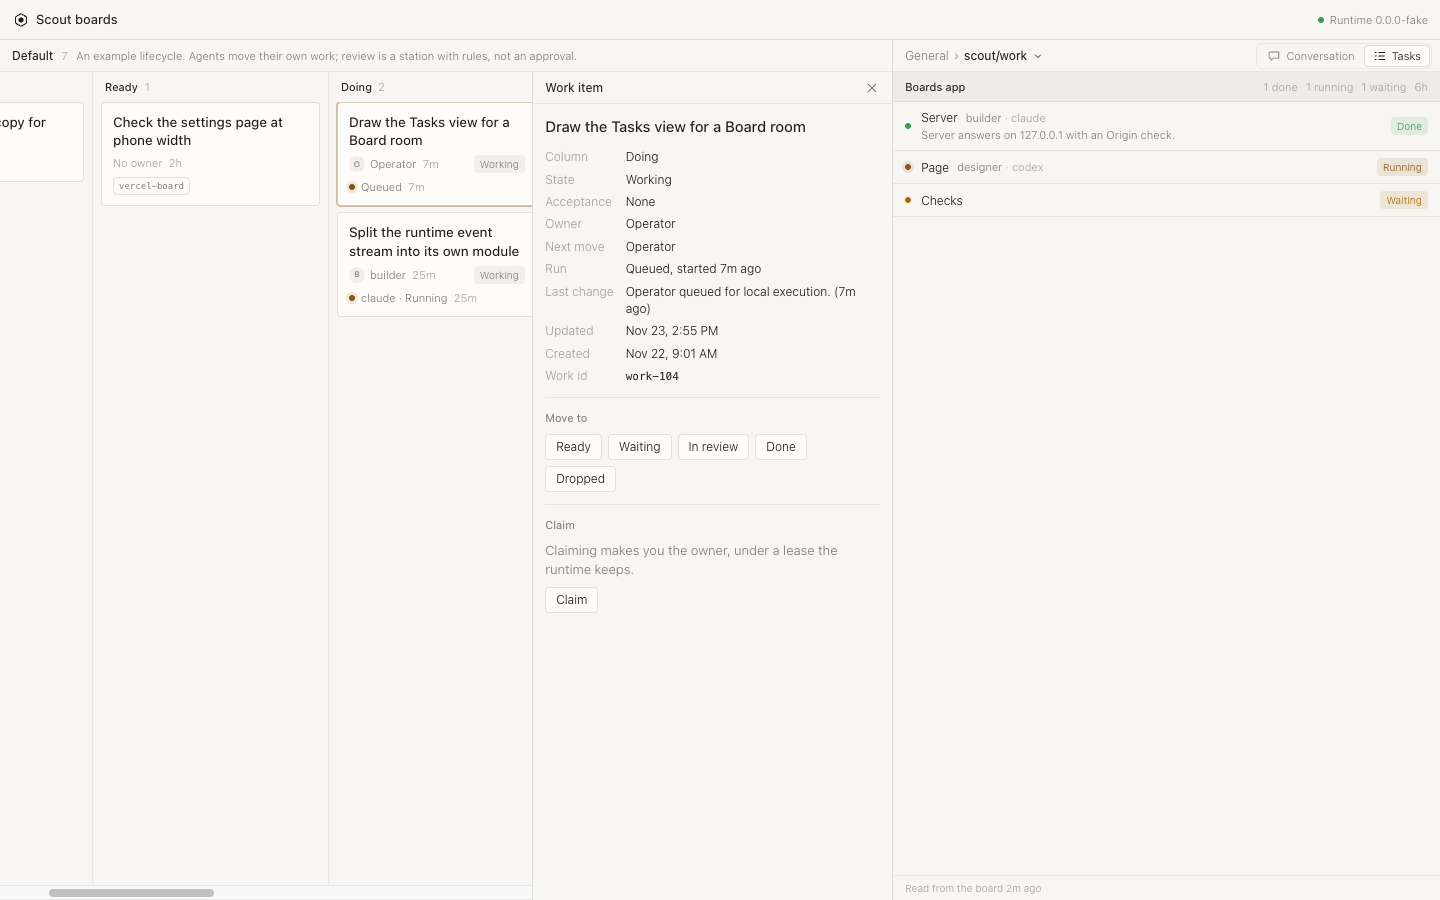 Scout boards
Runtime 0.0.0-fake
Default 7 An example lifecycle. Agents move their own work; review is a station with rules, not an approval.
General › scout/work
Conversation
Tasks
copy for
Ready 1
Check the settings page at
phone width
No owner 2h
vercel-board
Doing 2
Draw the Tasks view for a
Board room
O Operator 7m Working
Queued 7m
Split the runtime event
stream into its own module
B builder 25m Working
claude · Running 25m
Work item
Draw the Tasks view for a Board room
Column Doing
State Working
Acceptance None
Owner Operator
Next move Operator
Run Queued, started 7m ago
Last change Operator queued for local execution. (7m
ago)
Updated Nov 23, 2:55 PM
Created Nov 22, 9:01 AM
Work id work-104
Move to
Ready Waiting In review Done
Dropped
Claim
Claiming makes you the owner, under a lease the
runtime keeps.
Claim
Boards app 1 done 1 running 1 waiting 6h
Server builder · claude
Server answers on 127.0.0.1 with an Origin check.
Done
Page designer · codex Running
Checks Waiting
Read from the board 2m ago